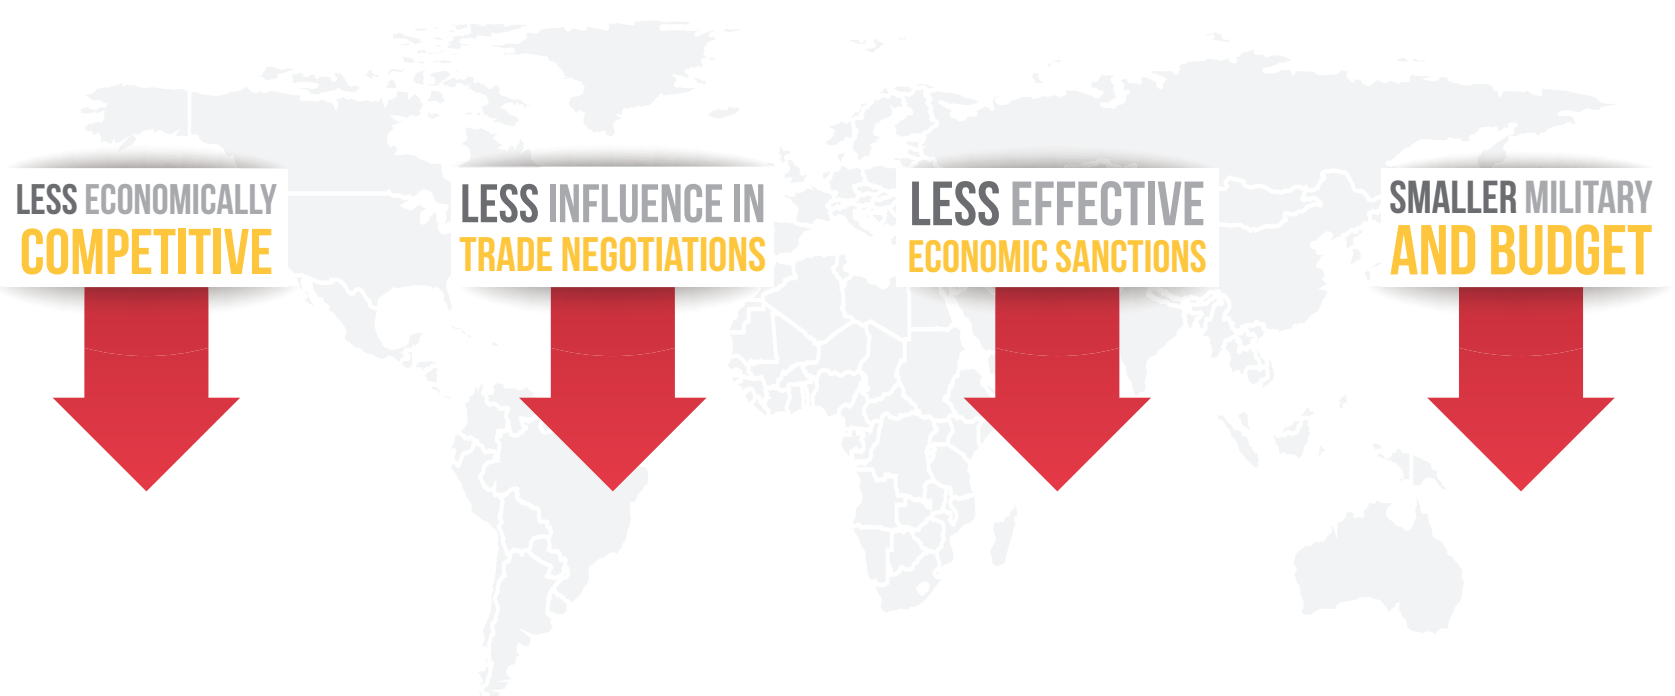 LESS ECONOMICALLY
COMPETITIVE
LESS INFLUENCE IN
TRADE NEGOTIATIONS
LESS EFFECTIVE
ECONOMIC SANCTIONS
SMALLER MILITARY
AND BUDGET